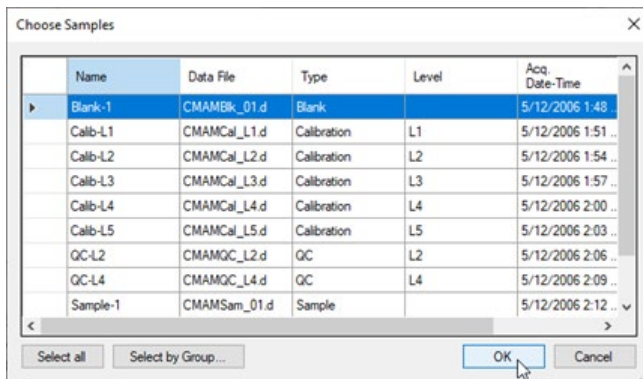 Choose Samples
Name Data File Type Level Acq. Date-Time
Blank-1 CMAMBlk_01.d Blank 5/12/2006 1:48 ..
Calib-L1 CMAMCal_L1.d Calibration L1 5/12/2006 1:51 ..
Calib-L2 CMAMCal_L2.d Calibration L2 5/12/2006 1:54 ..
Calib-L3 CMAMCal_L3.d Calibration L3 5/12/2006 1:57 ..
Calib-L4 CMAMCal_L4.d Calibration L4 5/12/2006 2:00 ..
Calib-L5 CMAMCal_L5.d Calibration L5 5/12/2006 2:03 ..
QC-L2 CMAMQC_L2.d QC L2 5/12/2006 2:06 ..
QC-L4 CMAMQC_L4.d QC L4 5/12/2006 2:09 ..
Sample-1 CMAMSam_01.d Sample 5/12/2006 2:12 ..
Select all Select by Group... OK Cancel